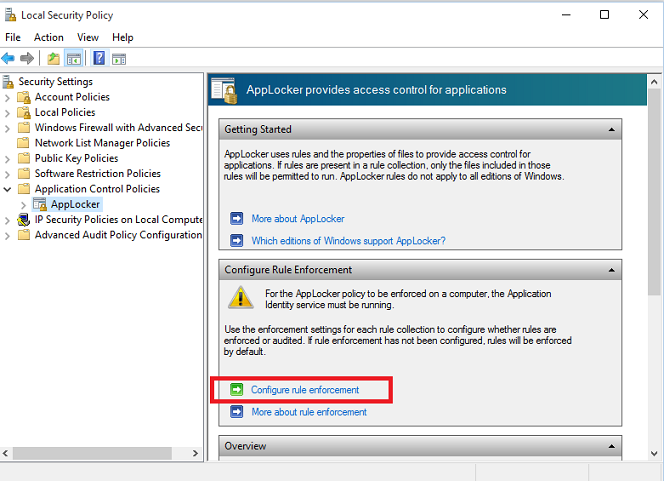 Local Security Policy
File Action View Help
Security Settings
Account Policies
Local Policies
Windows Firewall with Advanced Secu
Network List Manager Policies
Public Key Policies
Software Restriction Policies
Application Control Policies
AppLocker
IP Security Policies on Local Compute
Advanced Audit Policy Configuration
AppLocker provides access control for applications
Getting Started
AppLocker uses rules and the properties of files to provide access control for
applications. If rules are present in a rule collection, only the files included in those
rules will be permitted to run. AppLocker rules do not apply to all editions of Windows.
More about AppLocker
Which editions of Windows support AppLocker?
Configure Rule Enforcement
For the AppLocker policy to be enforced on a computer, the Application
Identity service must be running.
Use the enforcement settings for each rule collection to configure whether rules are
enforced or audited. If rule enforcement has not been configured, rules will be enforced
by default.
Configure rule enforcement
More about rule enforcement
Overview